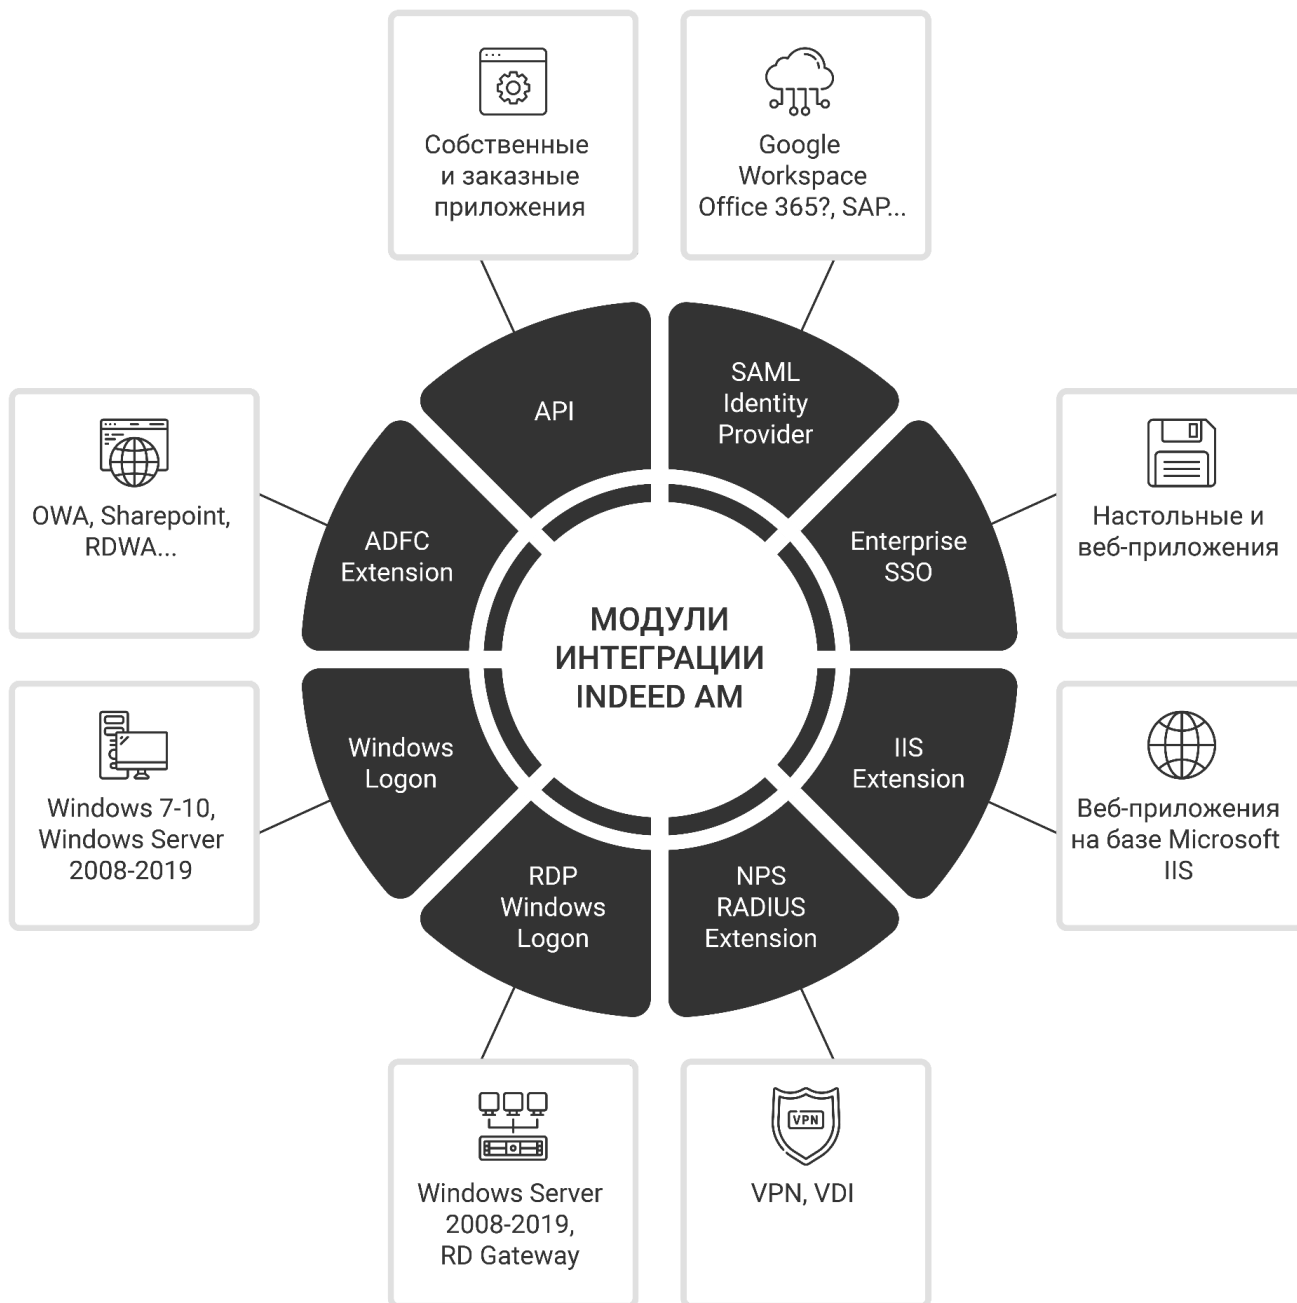 Собственные
и заказные
приложения
Google
Workspace
Office 365?, SAP...
API
SAML
Identity
Provider
OWA, Sharepoint,
RDWA...
ADFC
Extension
Enterprise
SSO
Настольные и
веб-приложения
МОДУЛИ
ИНТЕГРАЦИИ
INDEED AM
Windows 7-10,
Windows Server
2008-2019
Windows
Logon
IIS
Extension
Веб-приложения
на базе Microsoft
IIS
RDP
Windows
Logon
NPS
RADIUS
Extension
Windows Server
2008-2019,
RD Gateway
VPN
VPN, VDI